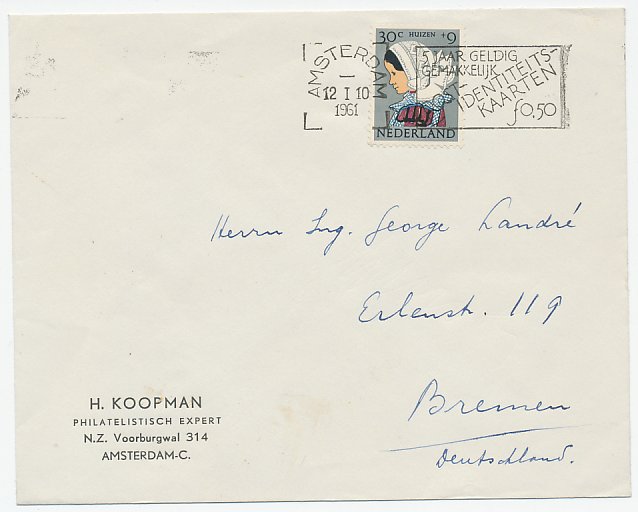 30C HUIZEN +9
NEDERLAND
AMSTERDAM
12 I 10
1961
5 JAAR GELDIG
GEMAKKELIJK
IDENTITEITS-
KAARTEN
f 0,50
Herrn Ing. George Landré
Erlenstr. 119
Bremen
Deutschland.
H. KOOPMAN
PHILATELISTISCH EXPERT
N.Z. Voorburgwal 314
AMSTERDAM-C.